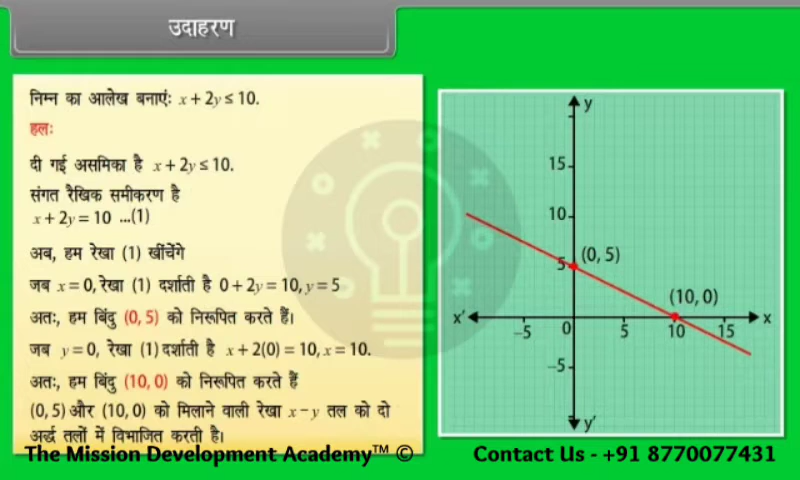 उदाहरण
निम्न का आलेख बनाएंः x + 2y ≤ 10.
हलः
दी गई असमिका है x + 2y ≤ 10.
संगत रैखिक समीकरण है
x + 2y = 10 ...(1)
अब, हम रेखा (1) खींचेंगे
जब x = 0, रेखा (1) दर्शाती है 0 + 2y = 10, y = 5
अतः, हम बिंदु (0, 5) को निरूपित करते हैं।
जब y = 0, रेखा (1) दर्शाती है x + 2(0) = 10, x = 10.
अतः, हम बिंदु (10, 0) को निरूपित करते हैं
(0, 5) और (10, 0) को मिलाने वाली रेखा x – y तल को दो
अर्द्ध तलों में विभाजित करती है।
y
15
10
5
(0, 5)
(10, 0)
x' x
–5 0 5 10 15
–5
y'
The Mission Development Academy™ ©
Contact Us - +91 8770077431